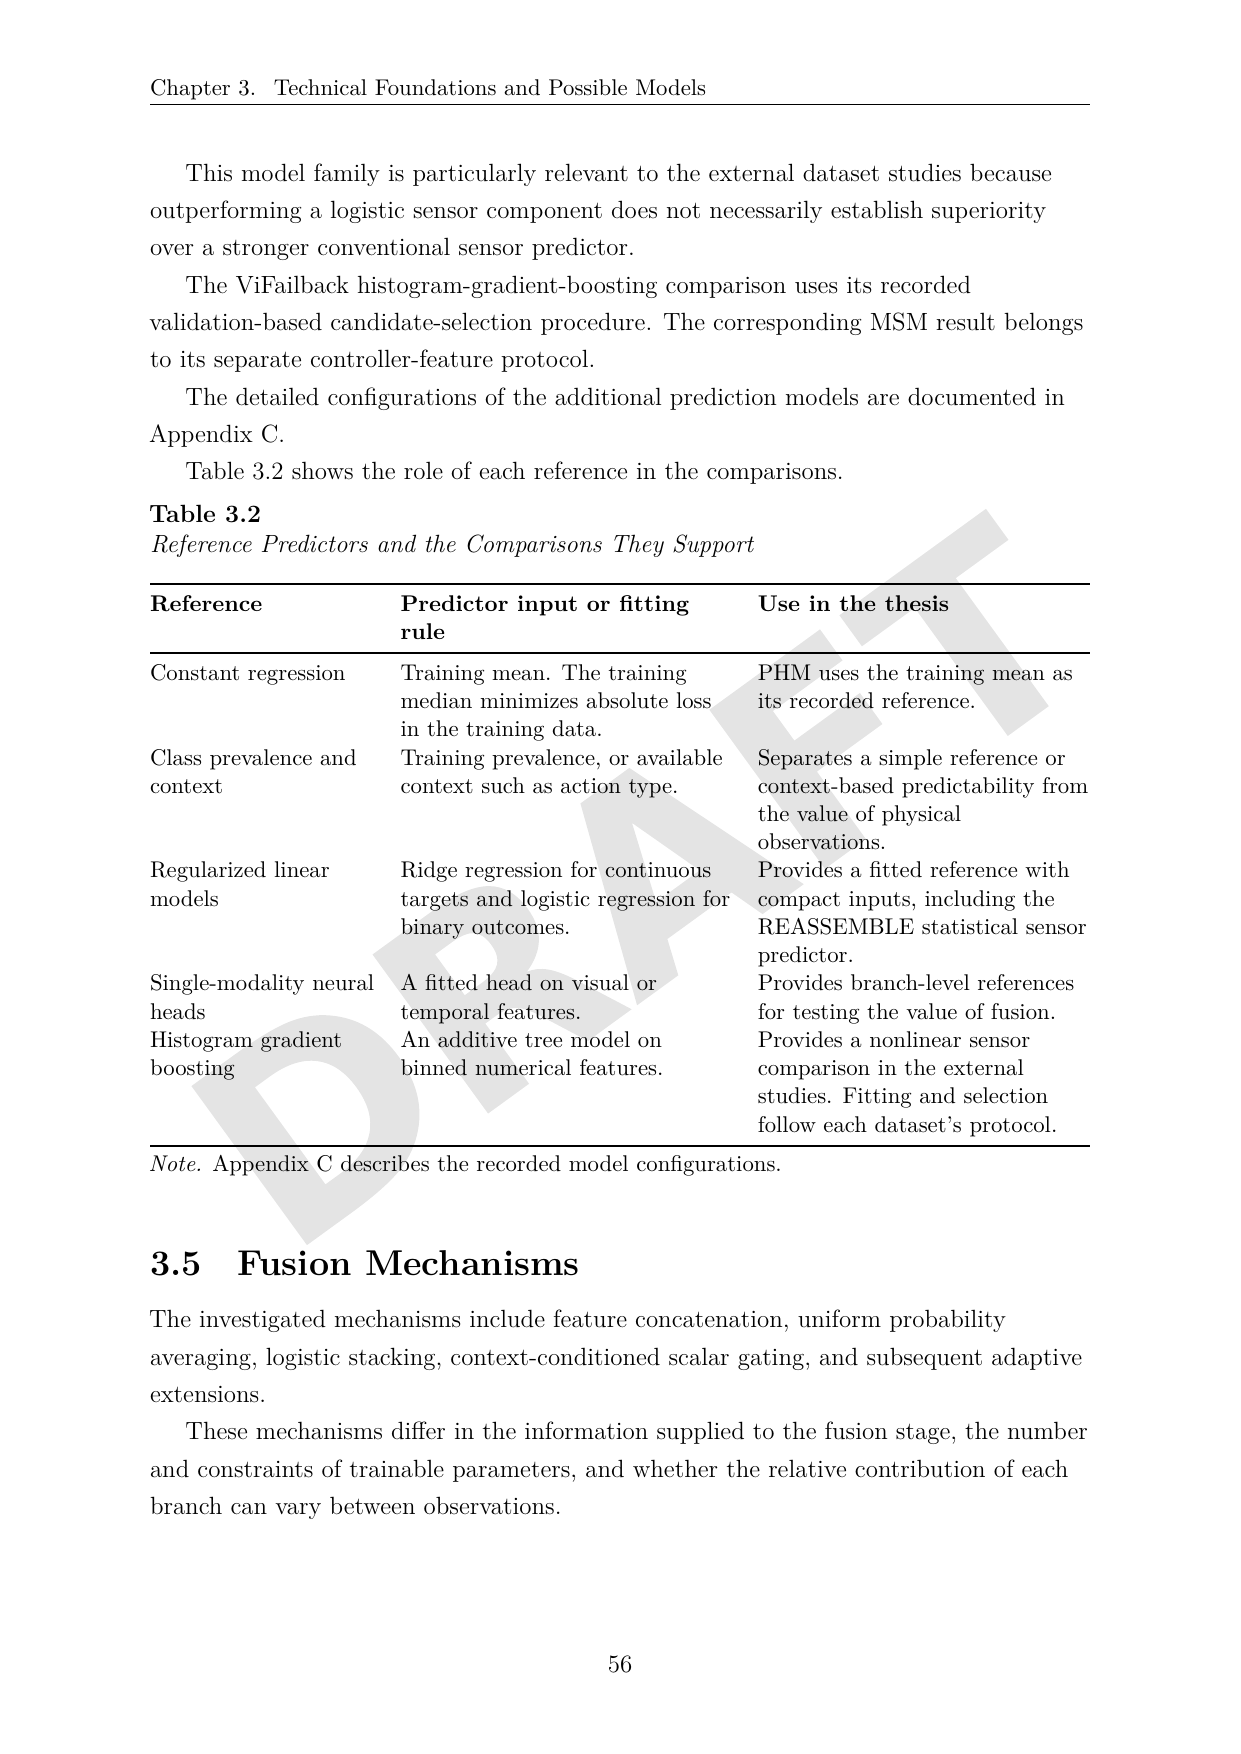 Chapter 3. Technical Foundations and Possible Models
This model family is particularly relevant to the external dataset studies because
outperforming a logistic sensor component does not necessarily establish superiority
over a stronger conventional sensor predictor.
The ViFailback histogram-gradient-boosting comparison uses its recorded
validation-based candidate-selection procedure. The corresponding MSM result belongs
to its separate controller-feature protocol.
The detailed configurations of the additional prediction models are documented in
Appendix C.
Table 3.2 shows the role of each reference in the comparisons.
Table 3.2
Reference Predictors and the Comparisons They Support
Reference
Predictor input or fitting
rule
Use in the thesis
Constant regression
Training mean. The training
median minimizes absolute loss
in the training data.
PHM uses the training mean as
its recorded reference.
Class prevalence and
context
Training prevalence, or available
context such as action type.
Separates a simple reference or
context-based predictability from
the value of physical
observations.
Regularized linear
models
Ridge regression for continuous
targets and logistic regression for
binary outcomes.
Provides a fitted reference with
compact inputs, including the
REASSEMBLE statistical sensor
predictor.
Single-modality neural
heads
A fitted head on visual or
temporal features.
Provides branch-level references
for testing the value of fusion.
Histogram gradient
boosting
An additive tree model on
binned numerical features.
Provides a nonlinear sensor
comparison in the external
studies. Fitting and selection
follow each dataset's protocol.
Note. Appendix C describes the recorded model configurations.
DRAFT
3.5 Fusion Mechanisms
The investigated mechanisms include feature concatenation, uniform probability
averaging, logistic stacking, context-conditioned scalar gating, and subsequent adaptive
extensions.
These mechanisms differ in the information supplied to the fusion stage, the number
and constraints of trainable parameters, and whether the relative contribution of each
branch can vary between observations.
56